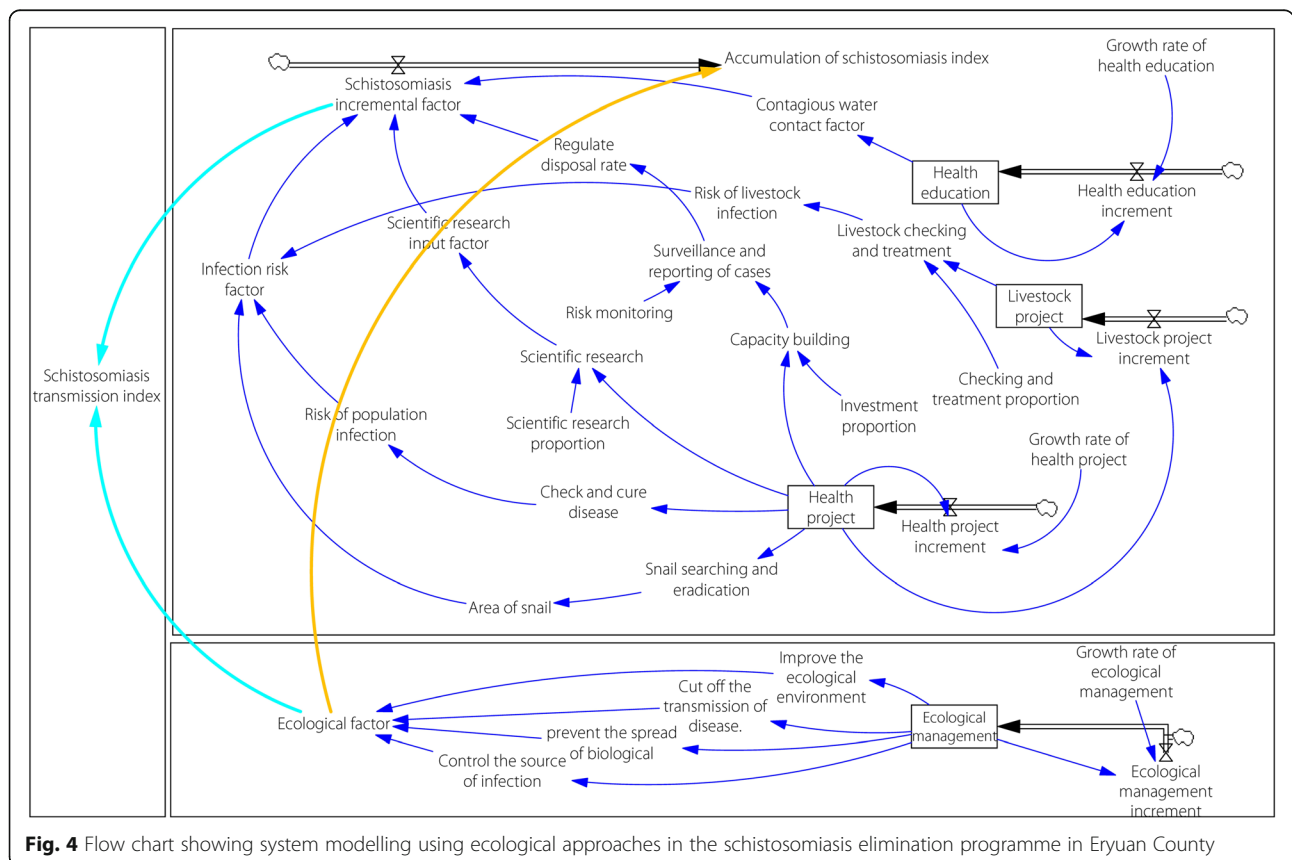 Accumulation of schistosomiasis index
Growth rate of
health education
Schistosomiasis
incremental factor
Contagious water
contact factor
Regulate
disposal rate
Health
education
Health education
increment
Risk of livestock
infection
Scientific research
input factor
Livestock checking
and treatment
Surveillance and
reporting of cases
Infection risk
factor
Livestock
project
Risk monitoring
Livestock project
increment
Capacity building
Scientific research
Schistosomiasis
transmission index
Checking and
treatment proportion
Risk of population
infection
Scientific research
proportion
Investment
proportion
Growth rate of
health project
Check and cure
disease
Health
project
Health project
increment
Snail searching and
eradication
Area of snail
Improve the
ecological
environment
Growth rate of
ecological
management
Cut off the
transmission of
disease.
Ecological factor
Ecological
management
prevent the spread
of biological
Control the source
of infection
Ecological
management
increment
Fig. 4 Flow chart showing system modelling using ecological approaches in the schistosomiasis elimination programme in Eryuan County